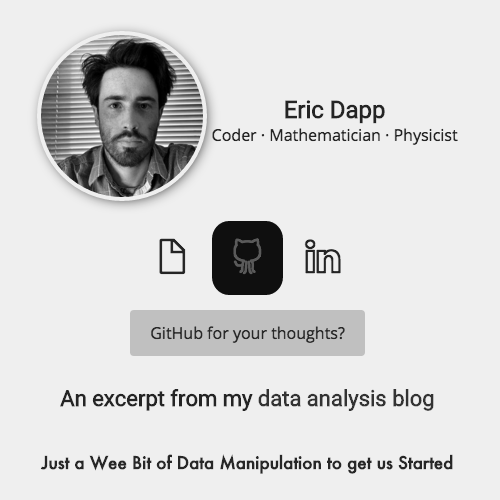 Eric Dapp
Coder · Mathematician · Physicist
in
GitHub for your thoughts?
An excerpt from my data analysis blog
Just a Wee Bit of Data Manipulation to get us Started